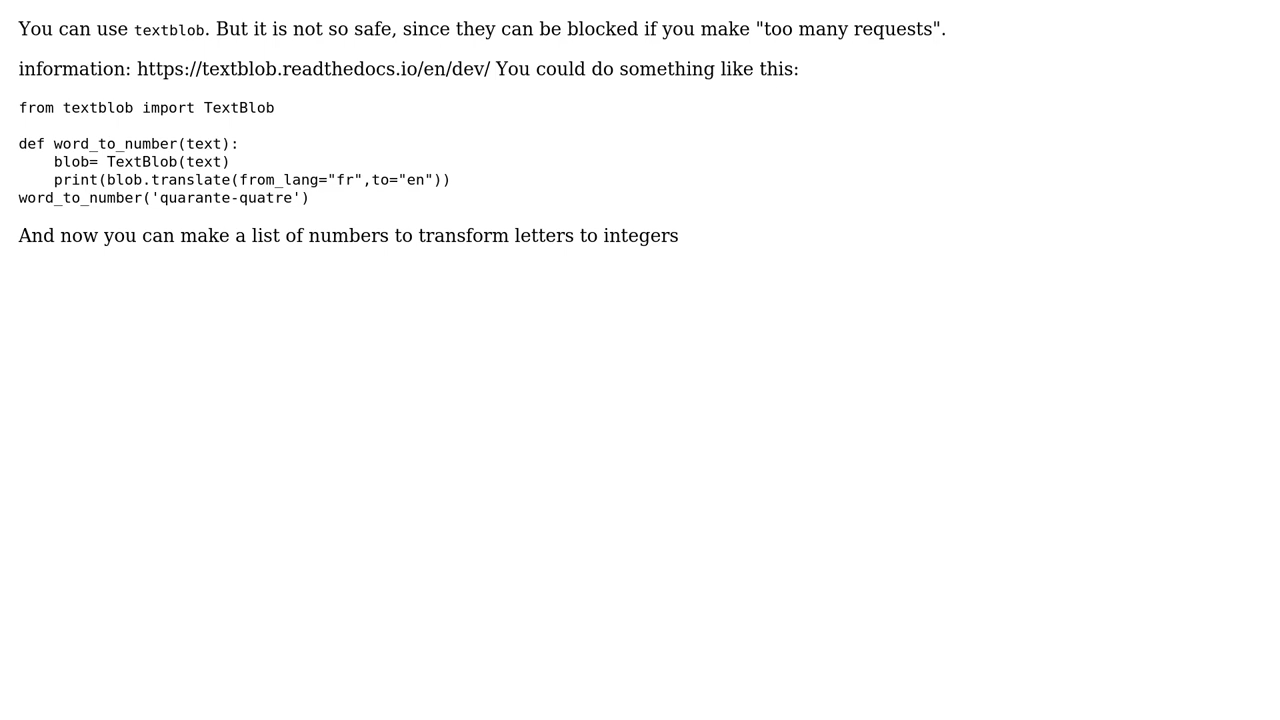 You can use textblob. But it is not so safe, since they can be blocked if you make "too many requests".
information: https://textblob.readthedocs.io/en/dev/ You could do something like this:
from textblob import TextBlob
def word_to_number(text):
    blob= TextBlob(text)
    print(blob.translate(from_lang="fr",to="en"))
word_to_number('quarante-quatre')
And now you can make a list of numbers to transform letters to integers